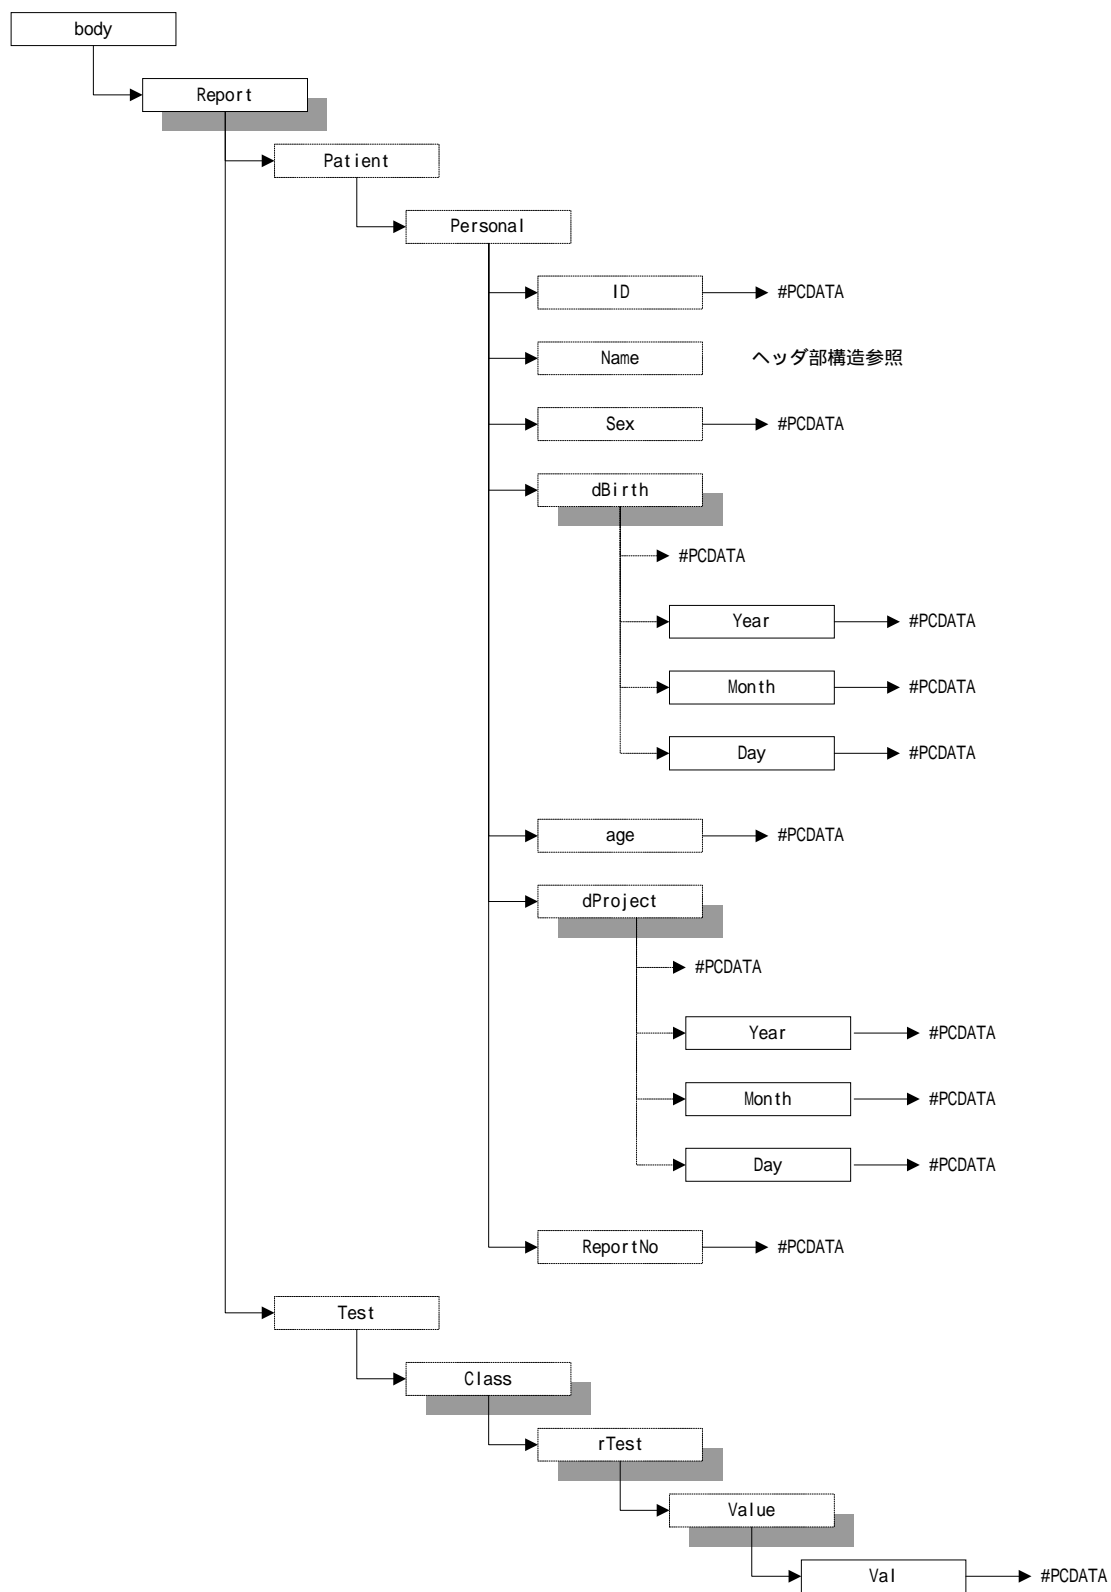 body
Report
Patient
Personal
ID #PCDATA
Name ヘッダ部構造参照
Sex #PCDATA
dBirth
#PCDATA
Year #PCDATA
Month #PCDATA
Day #PCDATA
age #PCDATA
dProject
#PCDATA
Year #PCDATA
Month #PCDATA
Day #PCDATA
ReportNo #PCDATA
Test
Class
rTest
Value
Val #PCDATA